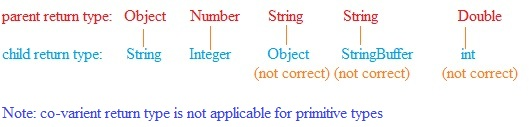 parent return type: Object Number String String Double
child return type: String Integer Object StringBuffer int
(not correct) (not correct) (not correct)
Note: co-varient return type is not applicable for primitive types